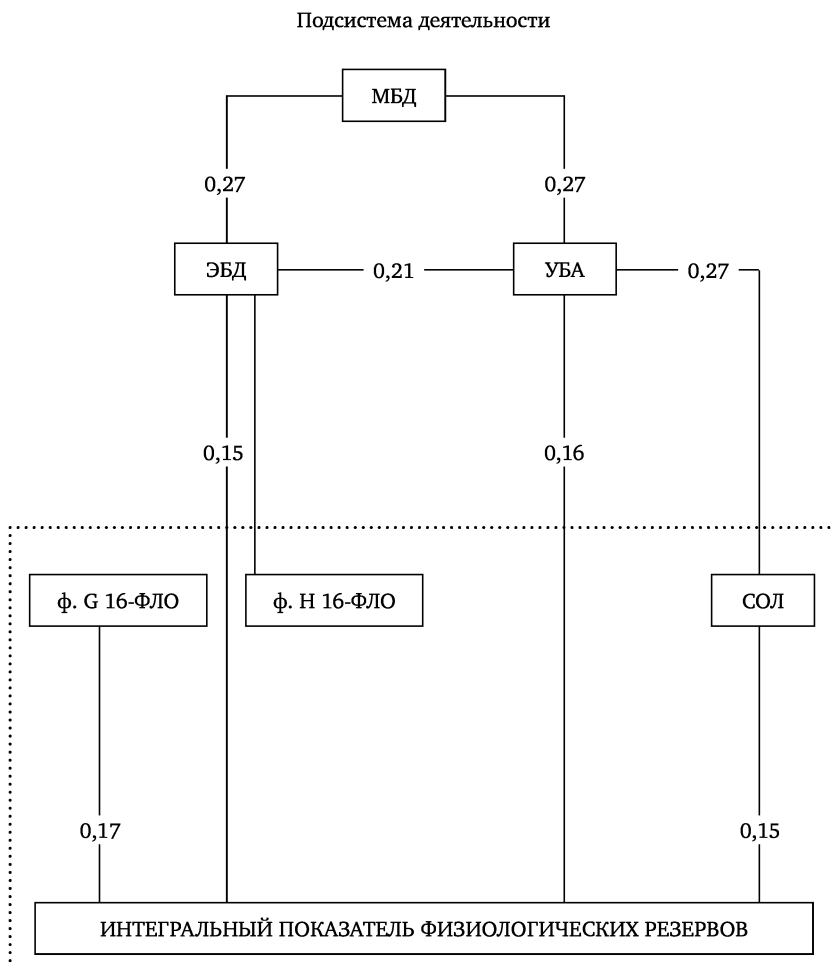 Подсистема деятельности
МБД
0,27
0,27
ЭБД
0,21
УБА
0,27
0,15
0,16
ф. G 16-ФЛО
ф. H 16-ФЛО
СОЛ
0,17
0,15
ИНТЕГРАЛЬНЫЙ ПОКАЗАТЕЛЬ ФИЗИОЛОГИЧЕСКИХ РЕЗЕРВОВ